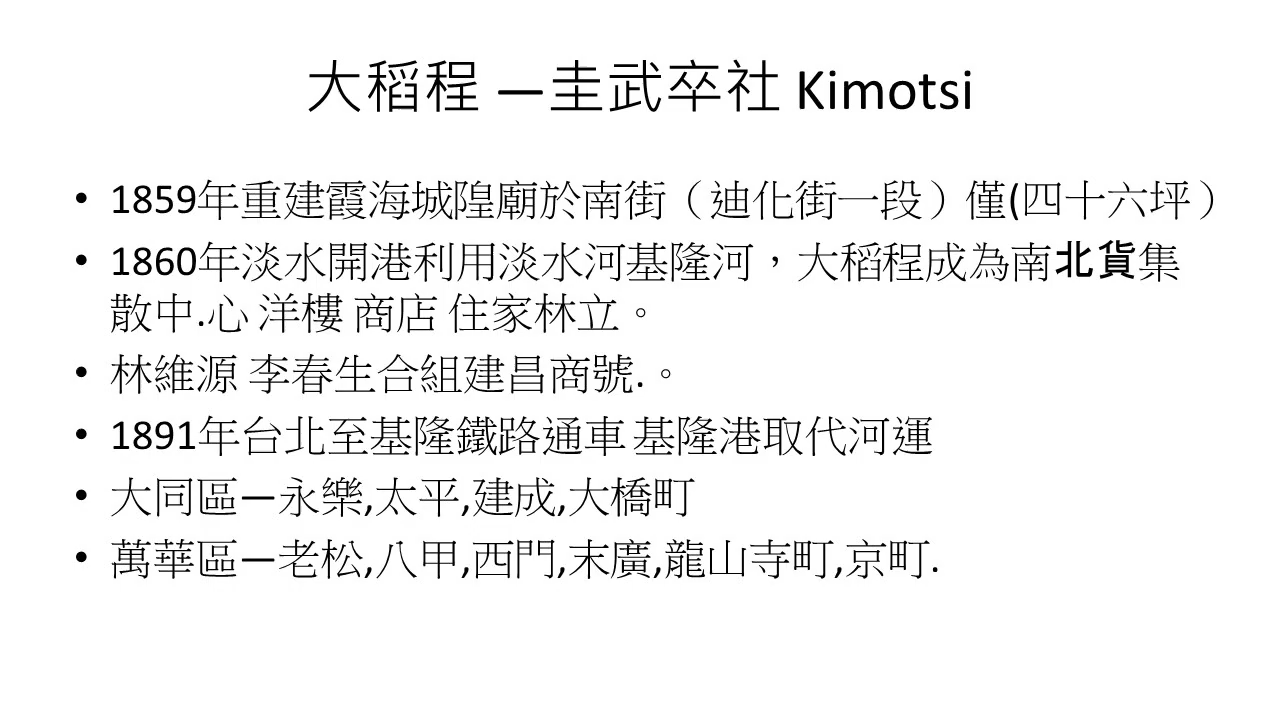 大稻程 —圭武卒社 Kimotsi
• 1859年重建霞海城隍廟於南街（迪化街一段）僅(四十六坪）
• 1860年淡水開港利用淡水河基隆河，大稻程成為南北貨集
散中.心 洋樓 商店 住家林立。
• 林維源 李春生合組建昌商號.。
• 1891年台北至基隆鐵路通車 基隆港取代河運
• 大同區—永樂,太平,建成,大橋町
• 萬華區—老松,八甲,西門,末廣,龍山寺町,京町.